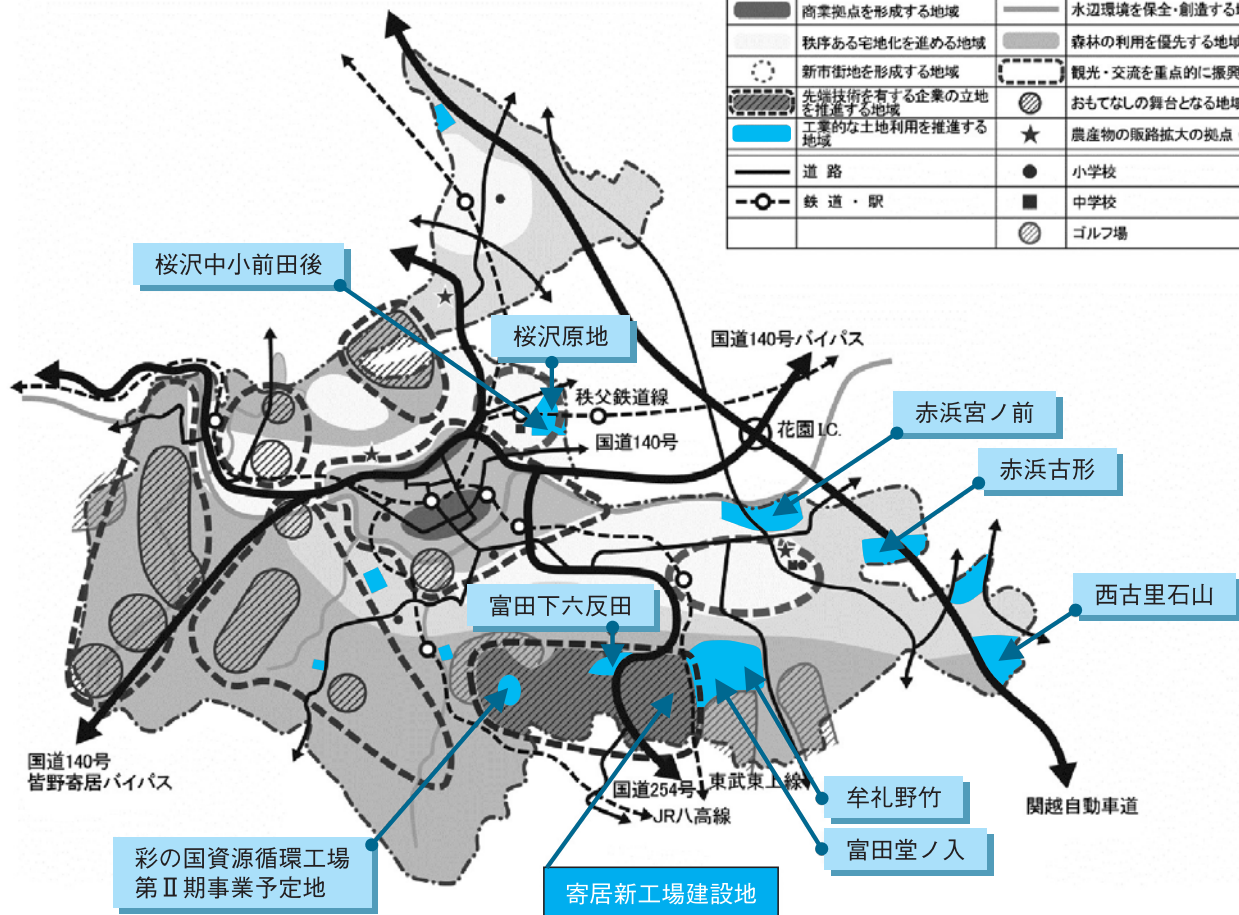 商業拠点を形成する地域
水辺環境を保全・創造する
秩序ある宅地化を進める地域
森林の利用を優先する地域
新市街地を形成する地域
観光・交流を重点的に振興
先端技術を有する企業の立地
を推進する地域
おもてなしの舞台となる地域
工業的な土地利用を推進する
地域
農産物の販路拡大の拠点
道路
小学校
鉄道・駅
中学校
ゴルフ場
桜沢中小前田後
桜沢原地
国道140号バイパス
秩父鉄道線
赤浜宮ノ前
花園I.C.
国道140号
赤浜古形
西古里石山
富田下六反田
国道140号
皆野寄居バイパス
国道254号
東武東上線
JR八高線
牟礼野竹
関越自動車道
富田堂ノ入
彩の国資源循環工場
第Ⅱ期事業予定地
寄居新工場建設地